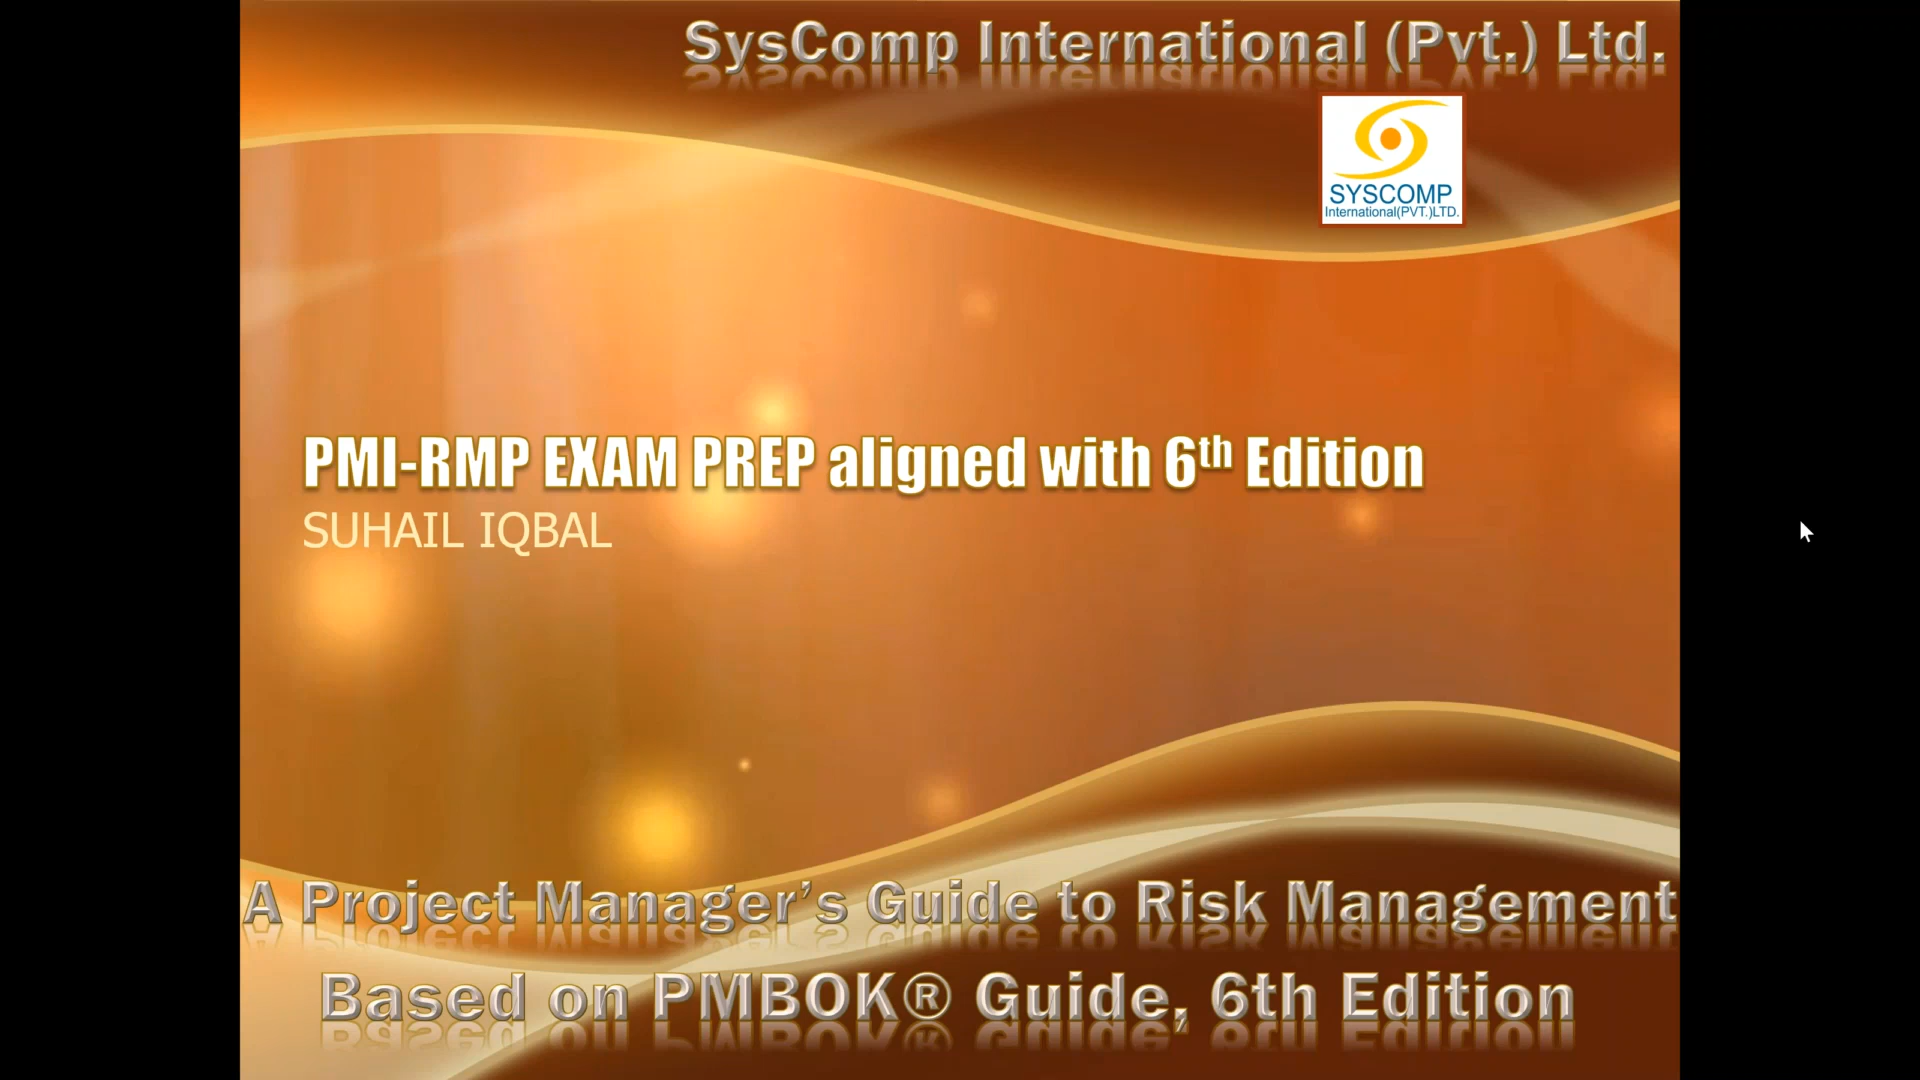 SysComp International (Pvt.) Ltd.
SYSCOMP
International(PVT.)LTD.
PMI-RMP EXAM PREP aligned with 6th Edition
SUHAIL IQBAL
A Project Manager’s Guide to Risk Management
Based on PMBOK® Guide, 6th Edition